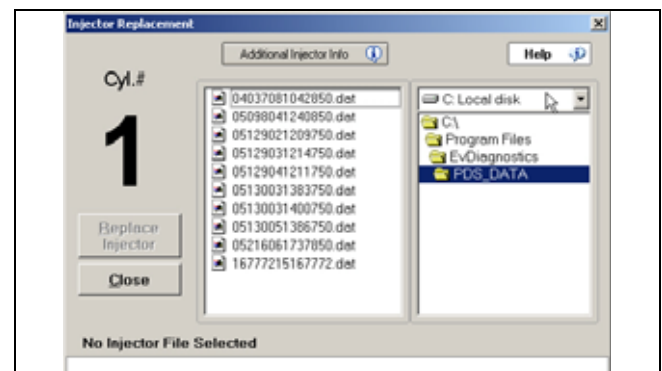 Injector Replacement
Additional Injector Info
Help
Cyl.#
1
Replace
Injector
Close
04037081042850.dat
05098041240850.dat
05129021209750.dat
05129031214750.dat
05129041211750.dat
05130031383750.dat
05130031400750.dat
05130051386750.dat
05216061737850.dat
16777215167772.dat
C: Local disk
C:\
Program Files
EvDiagnostics
PDS_DATA
No Injector File Selected